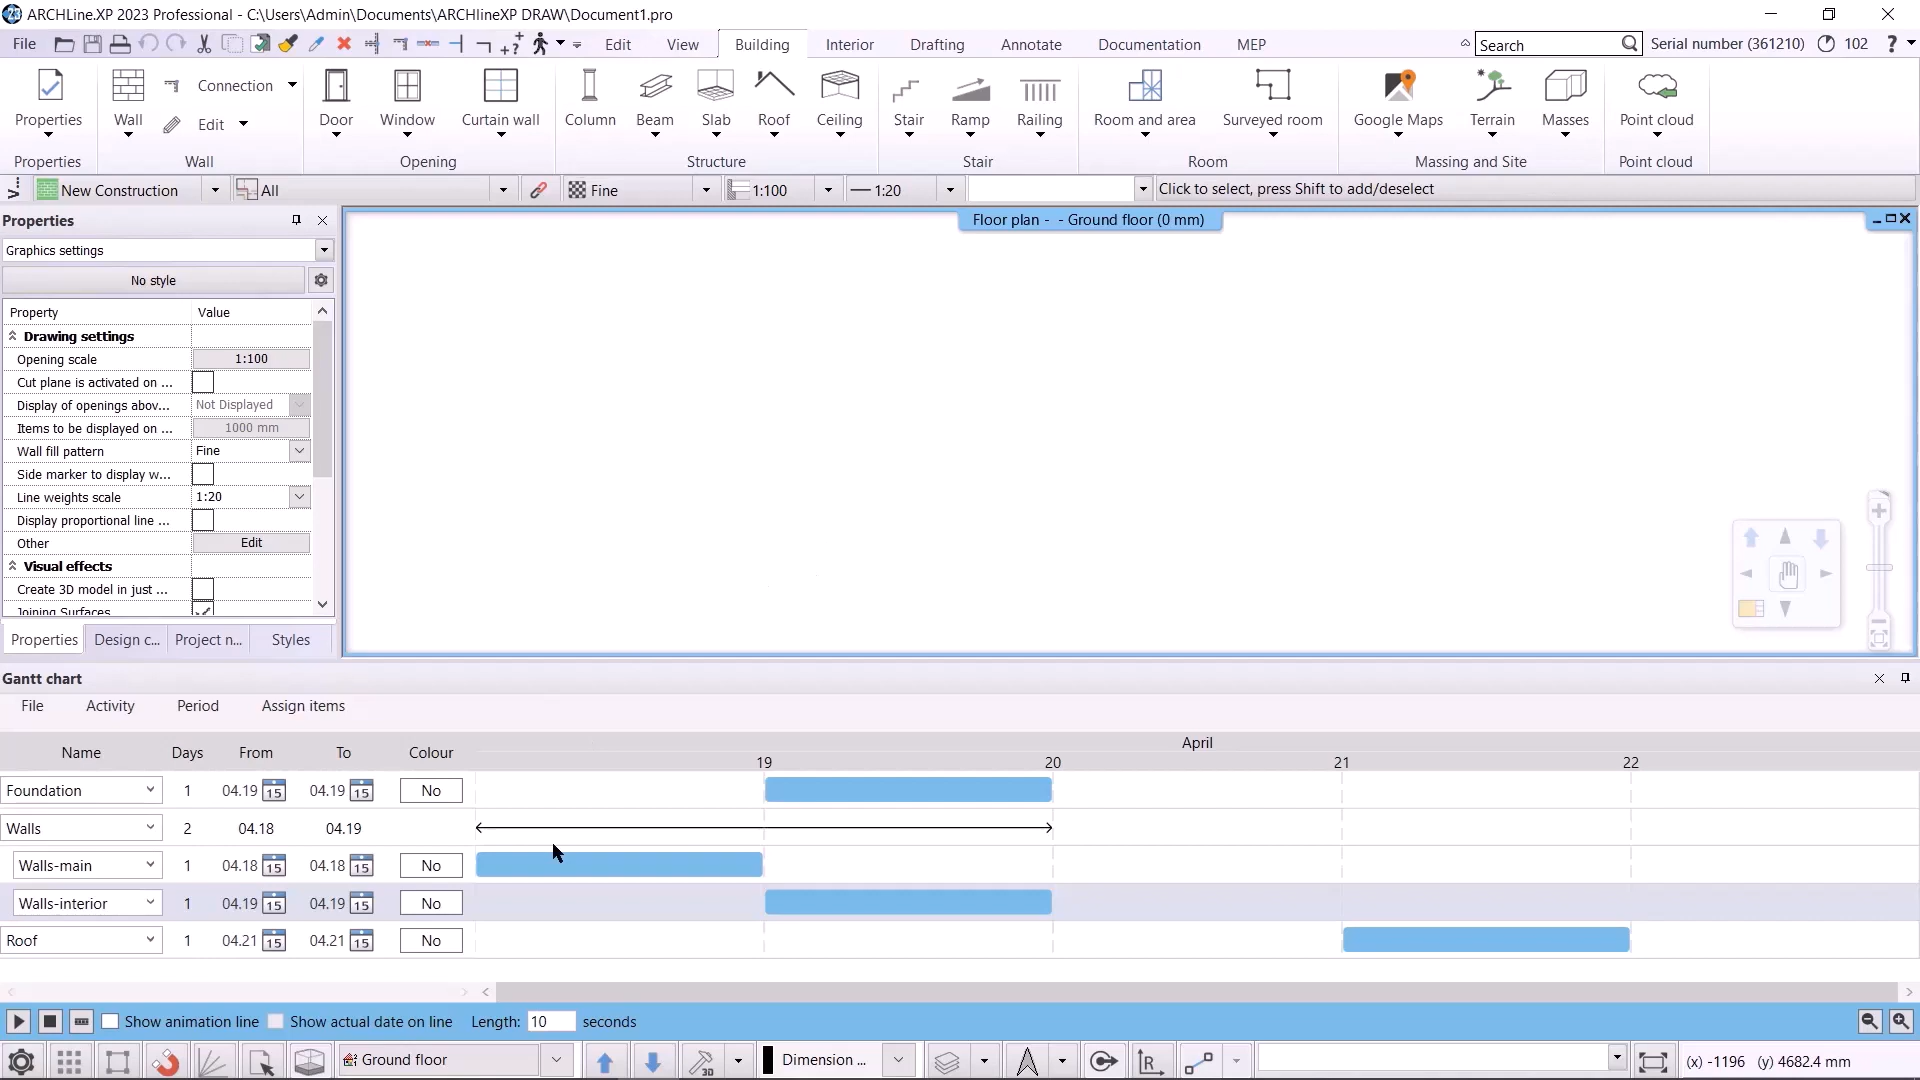 ARCHLine.XP 2023 Professional - C:\Users\Admin\Documents\ARCHlineXP DRAW\Document1.pro
File Edit View Building Interior Drafting Annotate Documentation MEP Search Serial number (361210) 102 ?
Connection
Edit
Properties Wall Door Window Curtain wall Column Beam Slab Roof Ceiling Stair Ramp Railing Room and area Surveyed room Google Maps Terrain Masses Point cloud
Properties Wall Opening Structure Stair Room Massing and Site Point cloud
New Construction All Fine 1:100 1:20 Click to select, press Shift to add/deselect
Properties
Floor plan - - Ground floor (0 mm)
Graphics settings
No style
Property Value
Drawing settings
Opening scale 1:100
Cut plane is activated on ...
Display of openings abov... Not Displayed
Items to be displayed on ... 1000 mm
Wall fill pattern Fine
Side marker to display w...
Line weights scale 1:20
Display proportional line ...
Other Edit
Visual effects
Create 3D model in just ...
Joining Surfaces
Properties Design c... Project n... Styles
Gantt chart
File Activity Period Assign items
Name Days From To Colour April
19 20 21 22
Foundation 1 04.19 15 04.19 15 No
Walls 2 04.18 04.19
Walls-main 1 04.18 15 04.18 15 No
Walls-interior 1 04.19 15 04.19 15 No
Roof 1 04.21 15 04.21 15 No
Show animation line Show actual date on line Length: 10 seconds
Ground floor 3D Dimension ... R (x) -1196 (y) 4682.4 mm